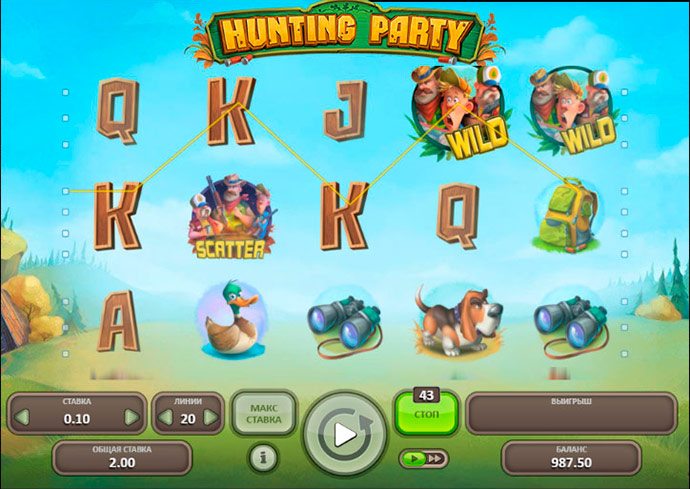 HUNTING PARTY
Q K J WILD WILD
K SCATTER K Q
A
СТАВКА
0.10
ЛИНИИ
20
МАКС
СТАВКА
43
СТОП
ВЫИГРЫШ
ОБЩАЯ СТАВКА
2.00
i
БАЛАНС
987.50